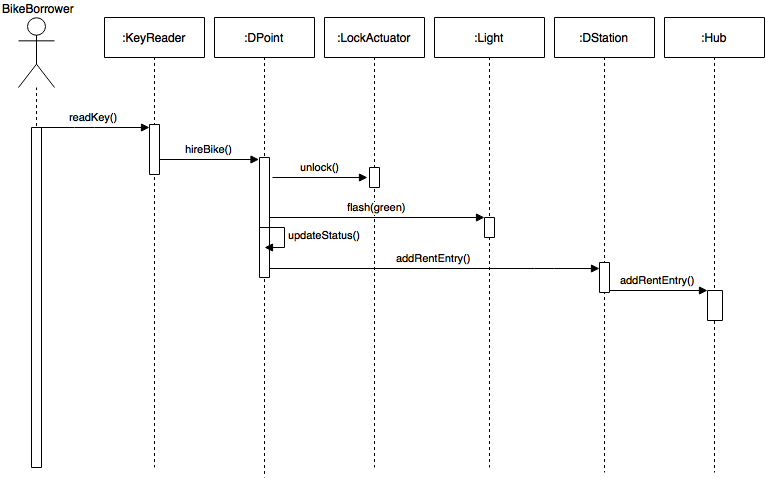 BikeBorrower
:KeyReader
:DPoint
:LockActuator
:Light
:DStation
:Hub
readKey()
hireBike()
unlock()
flash(green)
updateStatus()
addRentEntry()
addRentEntry()